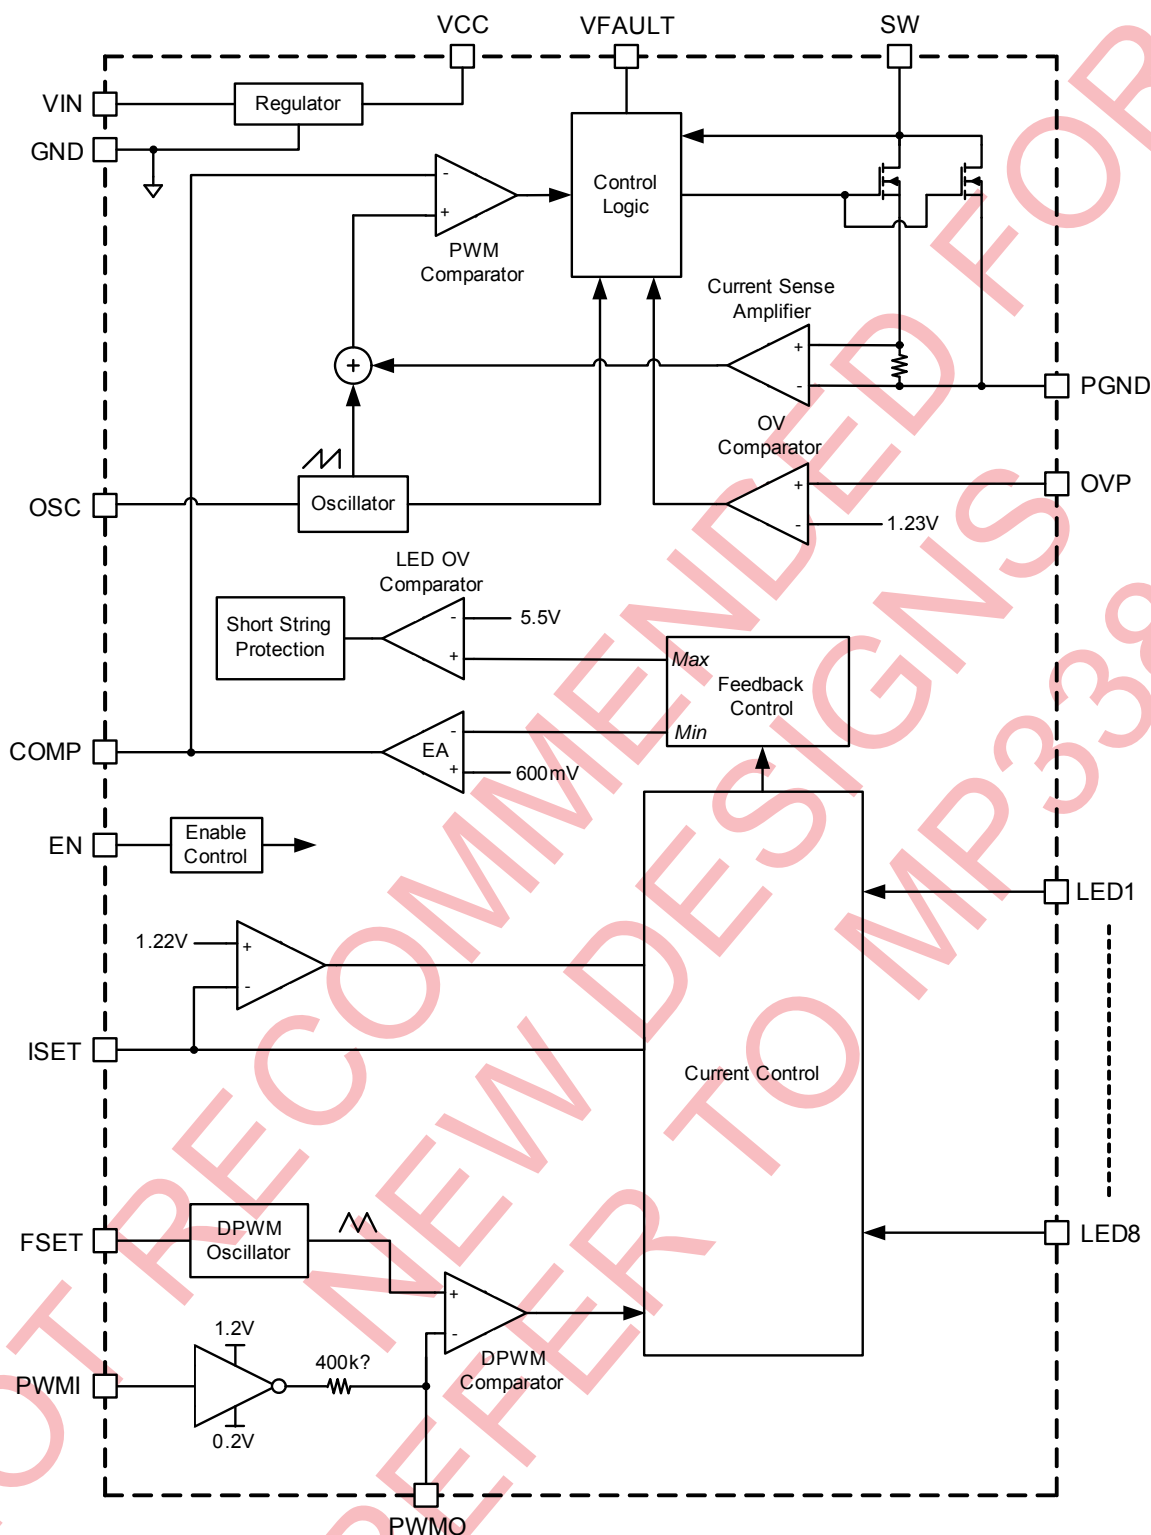 VCC
VFAULT
SW
VIN
Regulator
GND
-
+
PWM
Comparator
Control
Logic
Current Sense
Amplifier
+
-
+
PGND
OV
Comparator
OSC
Oscillator
+
-
1.23V
OVP
LED OV
Comparator
Short String
Protection
-
+
5.5V
Max
Feedback
Control
Min
COMP
EA
-
+
600mV
EN
Enable
Control
LED1
1.22V
+
-
ISET
Current Control
FSET
DPWM
Oscillator
LED8
+
-
DPWM
Comparator
1.2V
400k?
PWMI
0.2V
PWMO
NOT RECOMMENDED FOR
NEW DESIGNS
REFER TO MP338